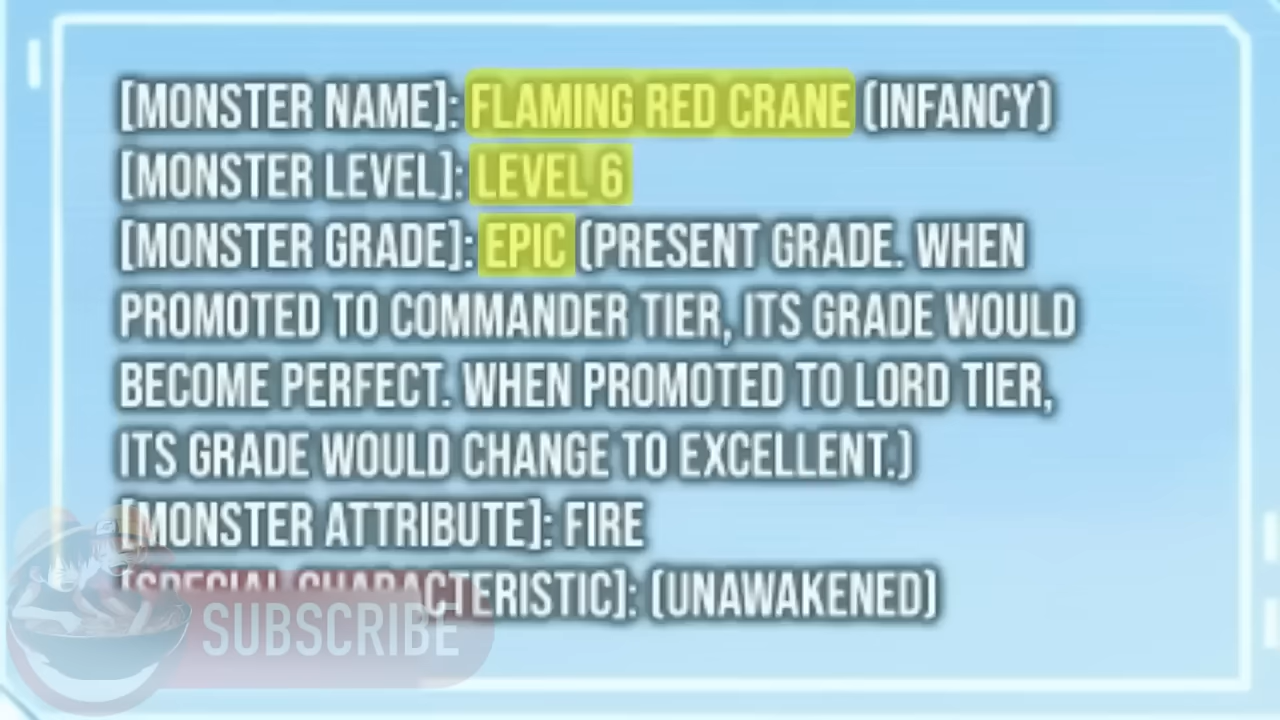 [MONSTER NAME]: FLAMING RED CRANE (INFANCY)
[MONSTER LEVEL]: LEVEL 6
[MONSTER GRADE]: EPIC (PRESENT GRADE. WHEN
PROMOTED TO COMMANDER TIER, ITS GRADE WOULD
BECOME PERFECT. WHEN PROMOTED TO LORD TIER,
ITS GRADE WOULD CHANGE TO EXCELLENT.)
[MONSTER ATTRIBUTE]: FIRE
[SPECIAL CHARACTERISTIC]: (UNAWAKENED)
SUBSCRIBE